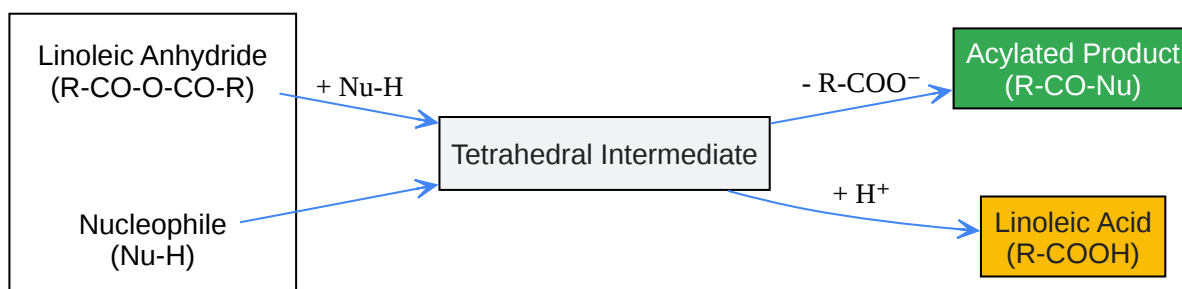 Linoleic Anhydride
(R-CO-O-CO-R)
+ Nu-H
Nucleophile
(Nu-H)
Tetrahedral Intermediate
- R-COO⁻
Acylated Product
(R-CO-Nu)
+ H⁺
Linoleic Acid
(R-COOH)